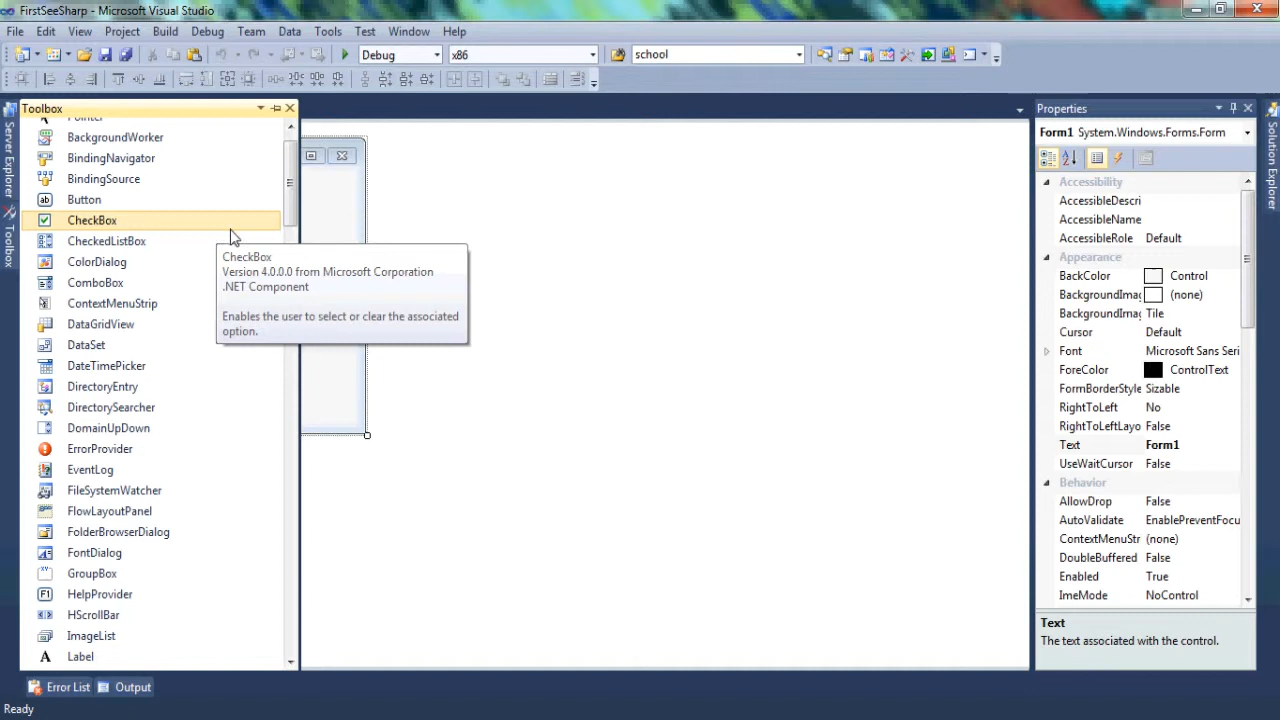 FirstSeeSharp - Microsoft Visual Studio
File Edit View Project Build Debug Team Data Tools Test Window Help
Debug x86 school
Toolbox
Pointer
BackgroundWorker
BindingNavigator
BindingSource
Button
CheckBox
CheckedListBox
ColorDialog
ComboBox
ContextMenuStrip
DataGridView
DataSet
DateTimePicker
DirectoryEntry
DirectorySearcher
DomainUpDown
ErrorProvider
EventLog
FileSystemWatcher
FlowLayoutPanel
FolderBrowserDialog
FontDialog
GroupBox
HelpProvider
HScrollBar
ImageList
Label
CheckBox
Version 4.0.0.0 from Microsoft Corporation
.NET Component
Enables the user to select or clear the associated
option.
Server Explorer
Toolbox
Properties
Form1 System.Windows.Forms.Form
Accessibility
AccessibleDescri
AccessibleName
AccessibleRole Default
Appearance
BackColor Control
BackgroundImag (none)
BackgroundImag Tile
Cursor Default
Font Microsoft Sans Seri
ForeColor ControlText
FormBorderStyle Sizable
RightToLeft No
RightToLeftLayo False
Text Form1
UseWaitCursor False
Behavior
AllowDrop False
AutoValidate EnablePreventFocu
ContextMenuStr (none)
DoubleBuffered False
Enabled True
ImeMode NoControl
Text
The text associated with the control.
Solution Explorer
Error List Output
Ready